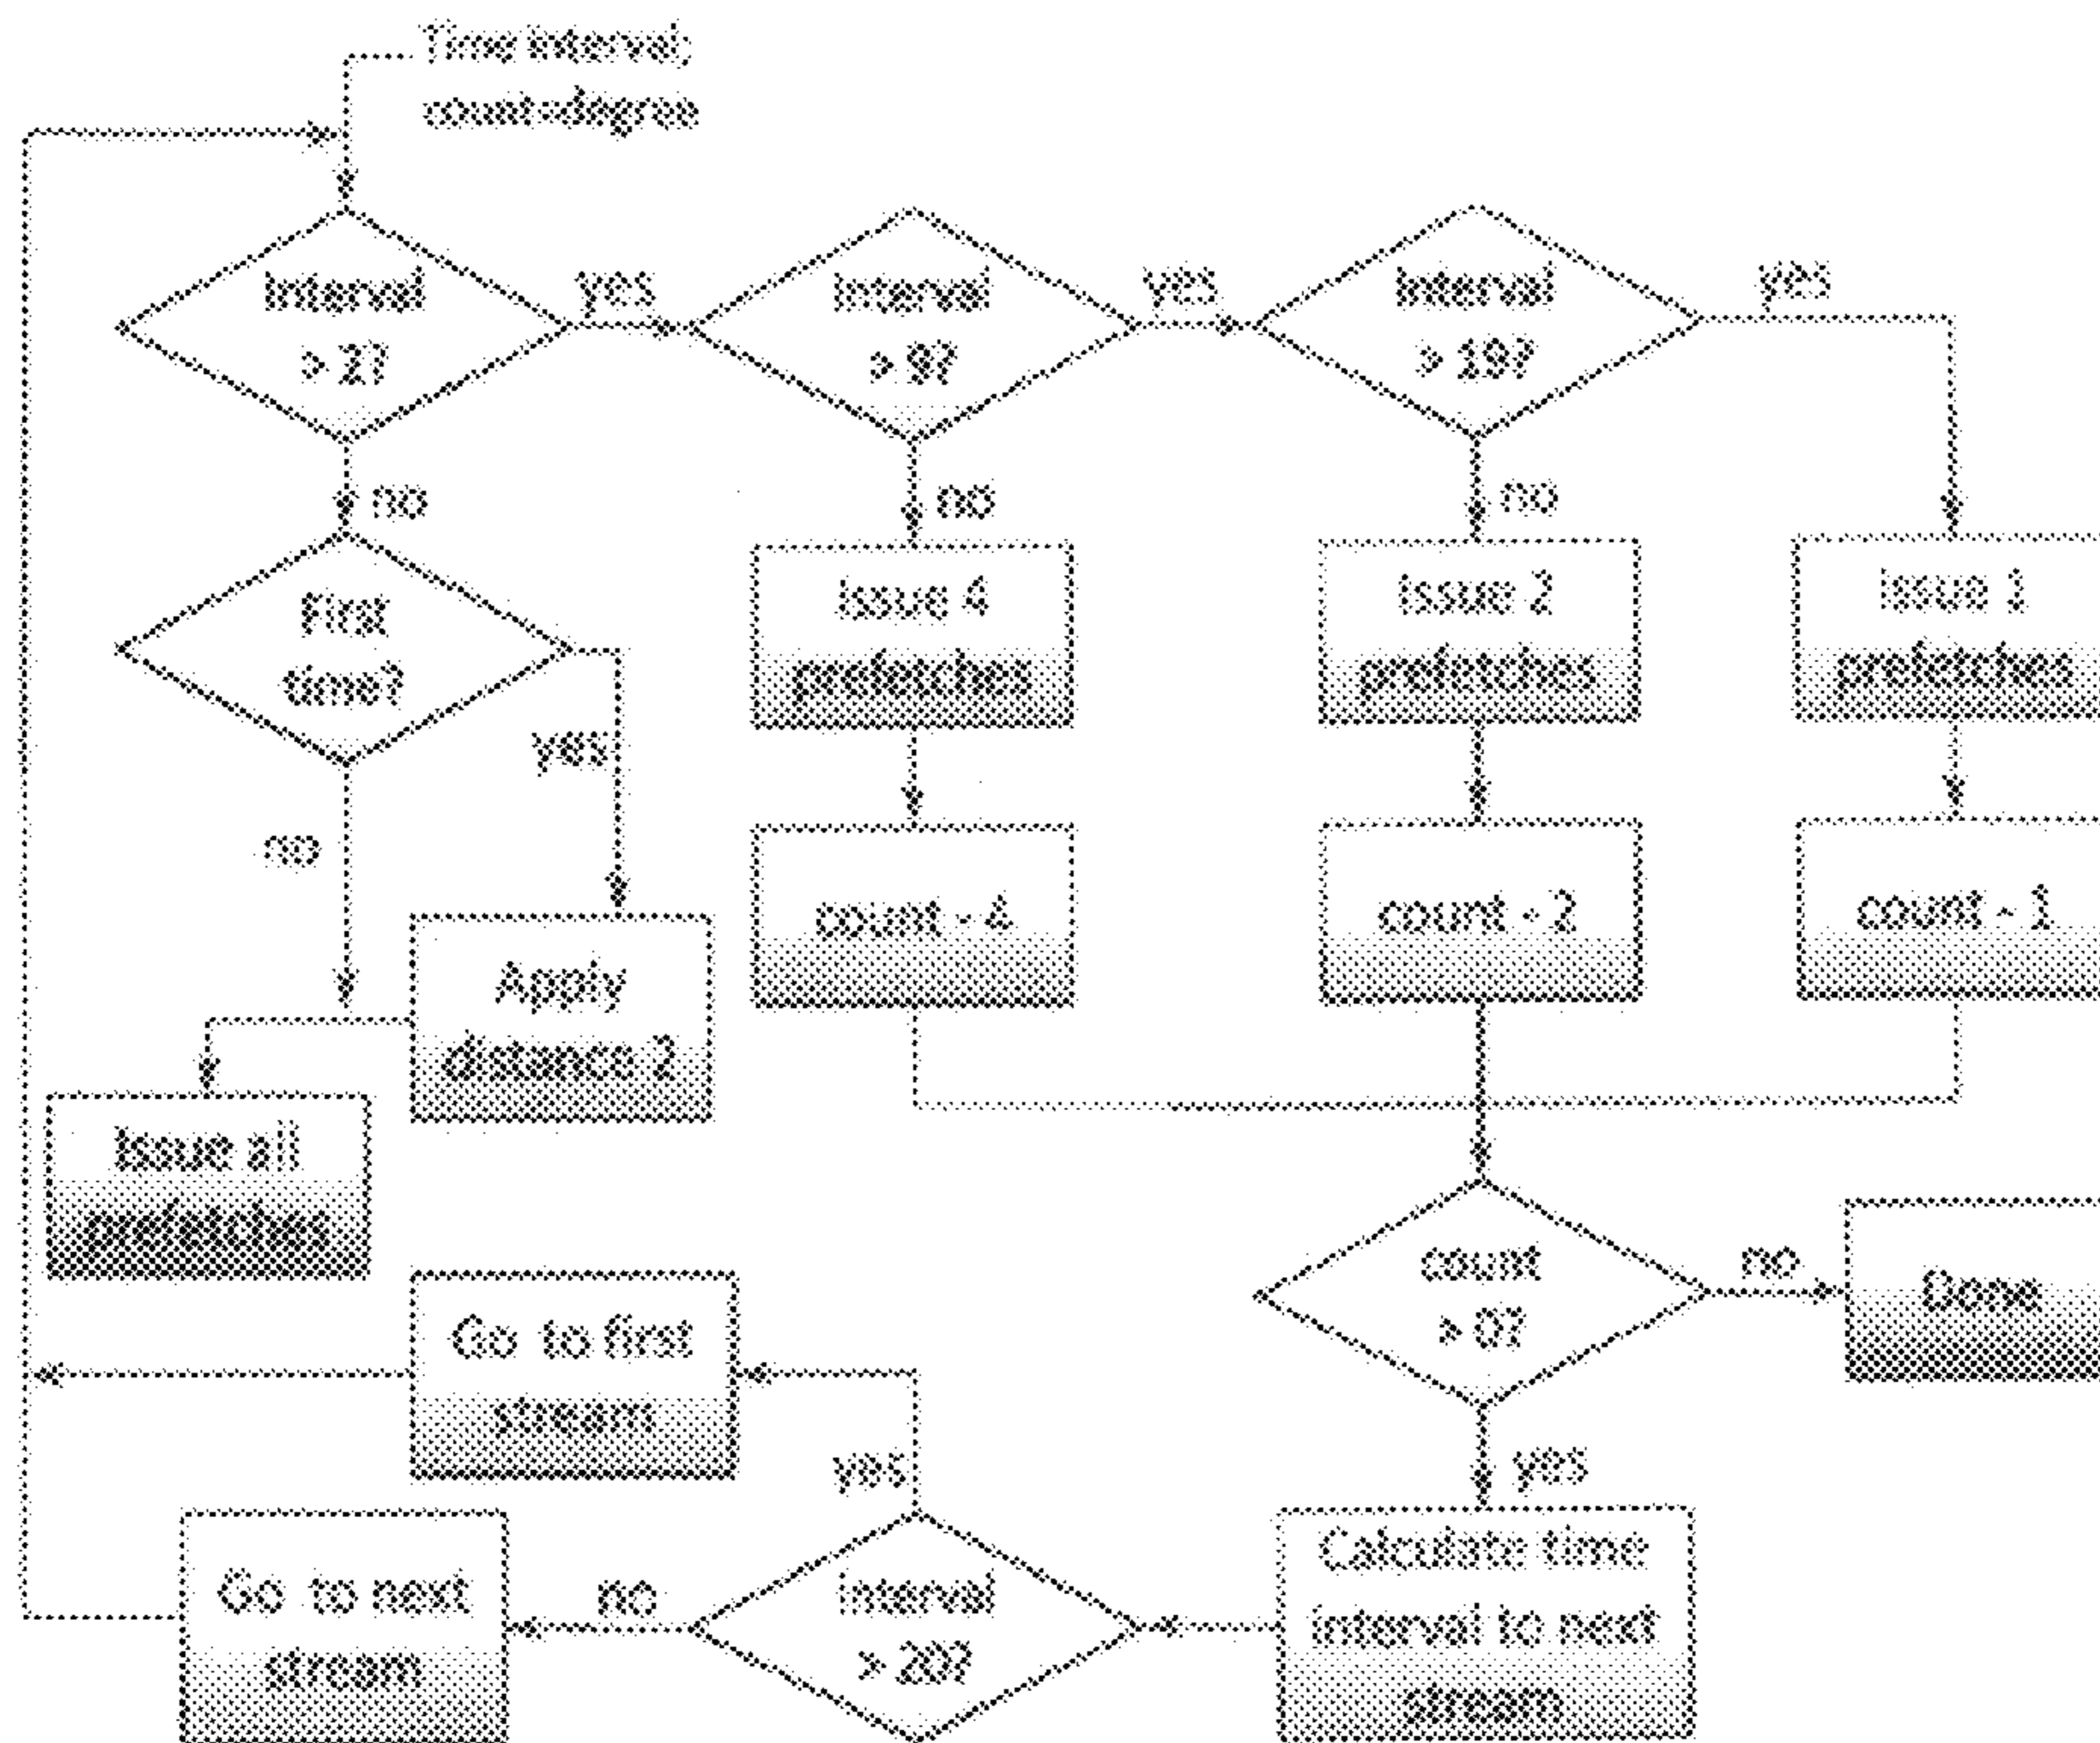 Time interval,
count=degree
Interval
> 2?
yes
Interval
> 9?
yes
Interval
> 19?
yes
no
no
no
First
time?
yes
no
Issue 4
prefetches
Issue 2
prefetches
Issue 1
prefetches
count - 4
count - 2
count - 1
Apply
distance 2
Issue all
prefetches
count
> 0?
no
Done
yes
Go to first
stream
yes
Calculate time
interval to next
stream
Interval
> 20?
no
Go to next
stream